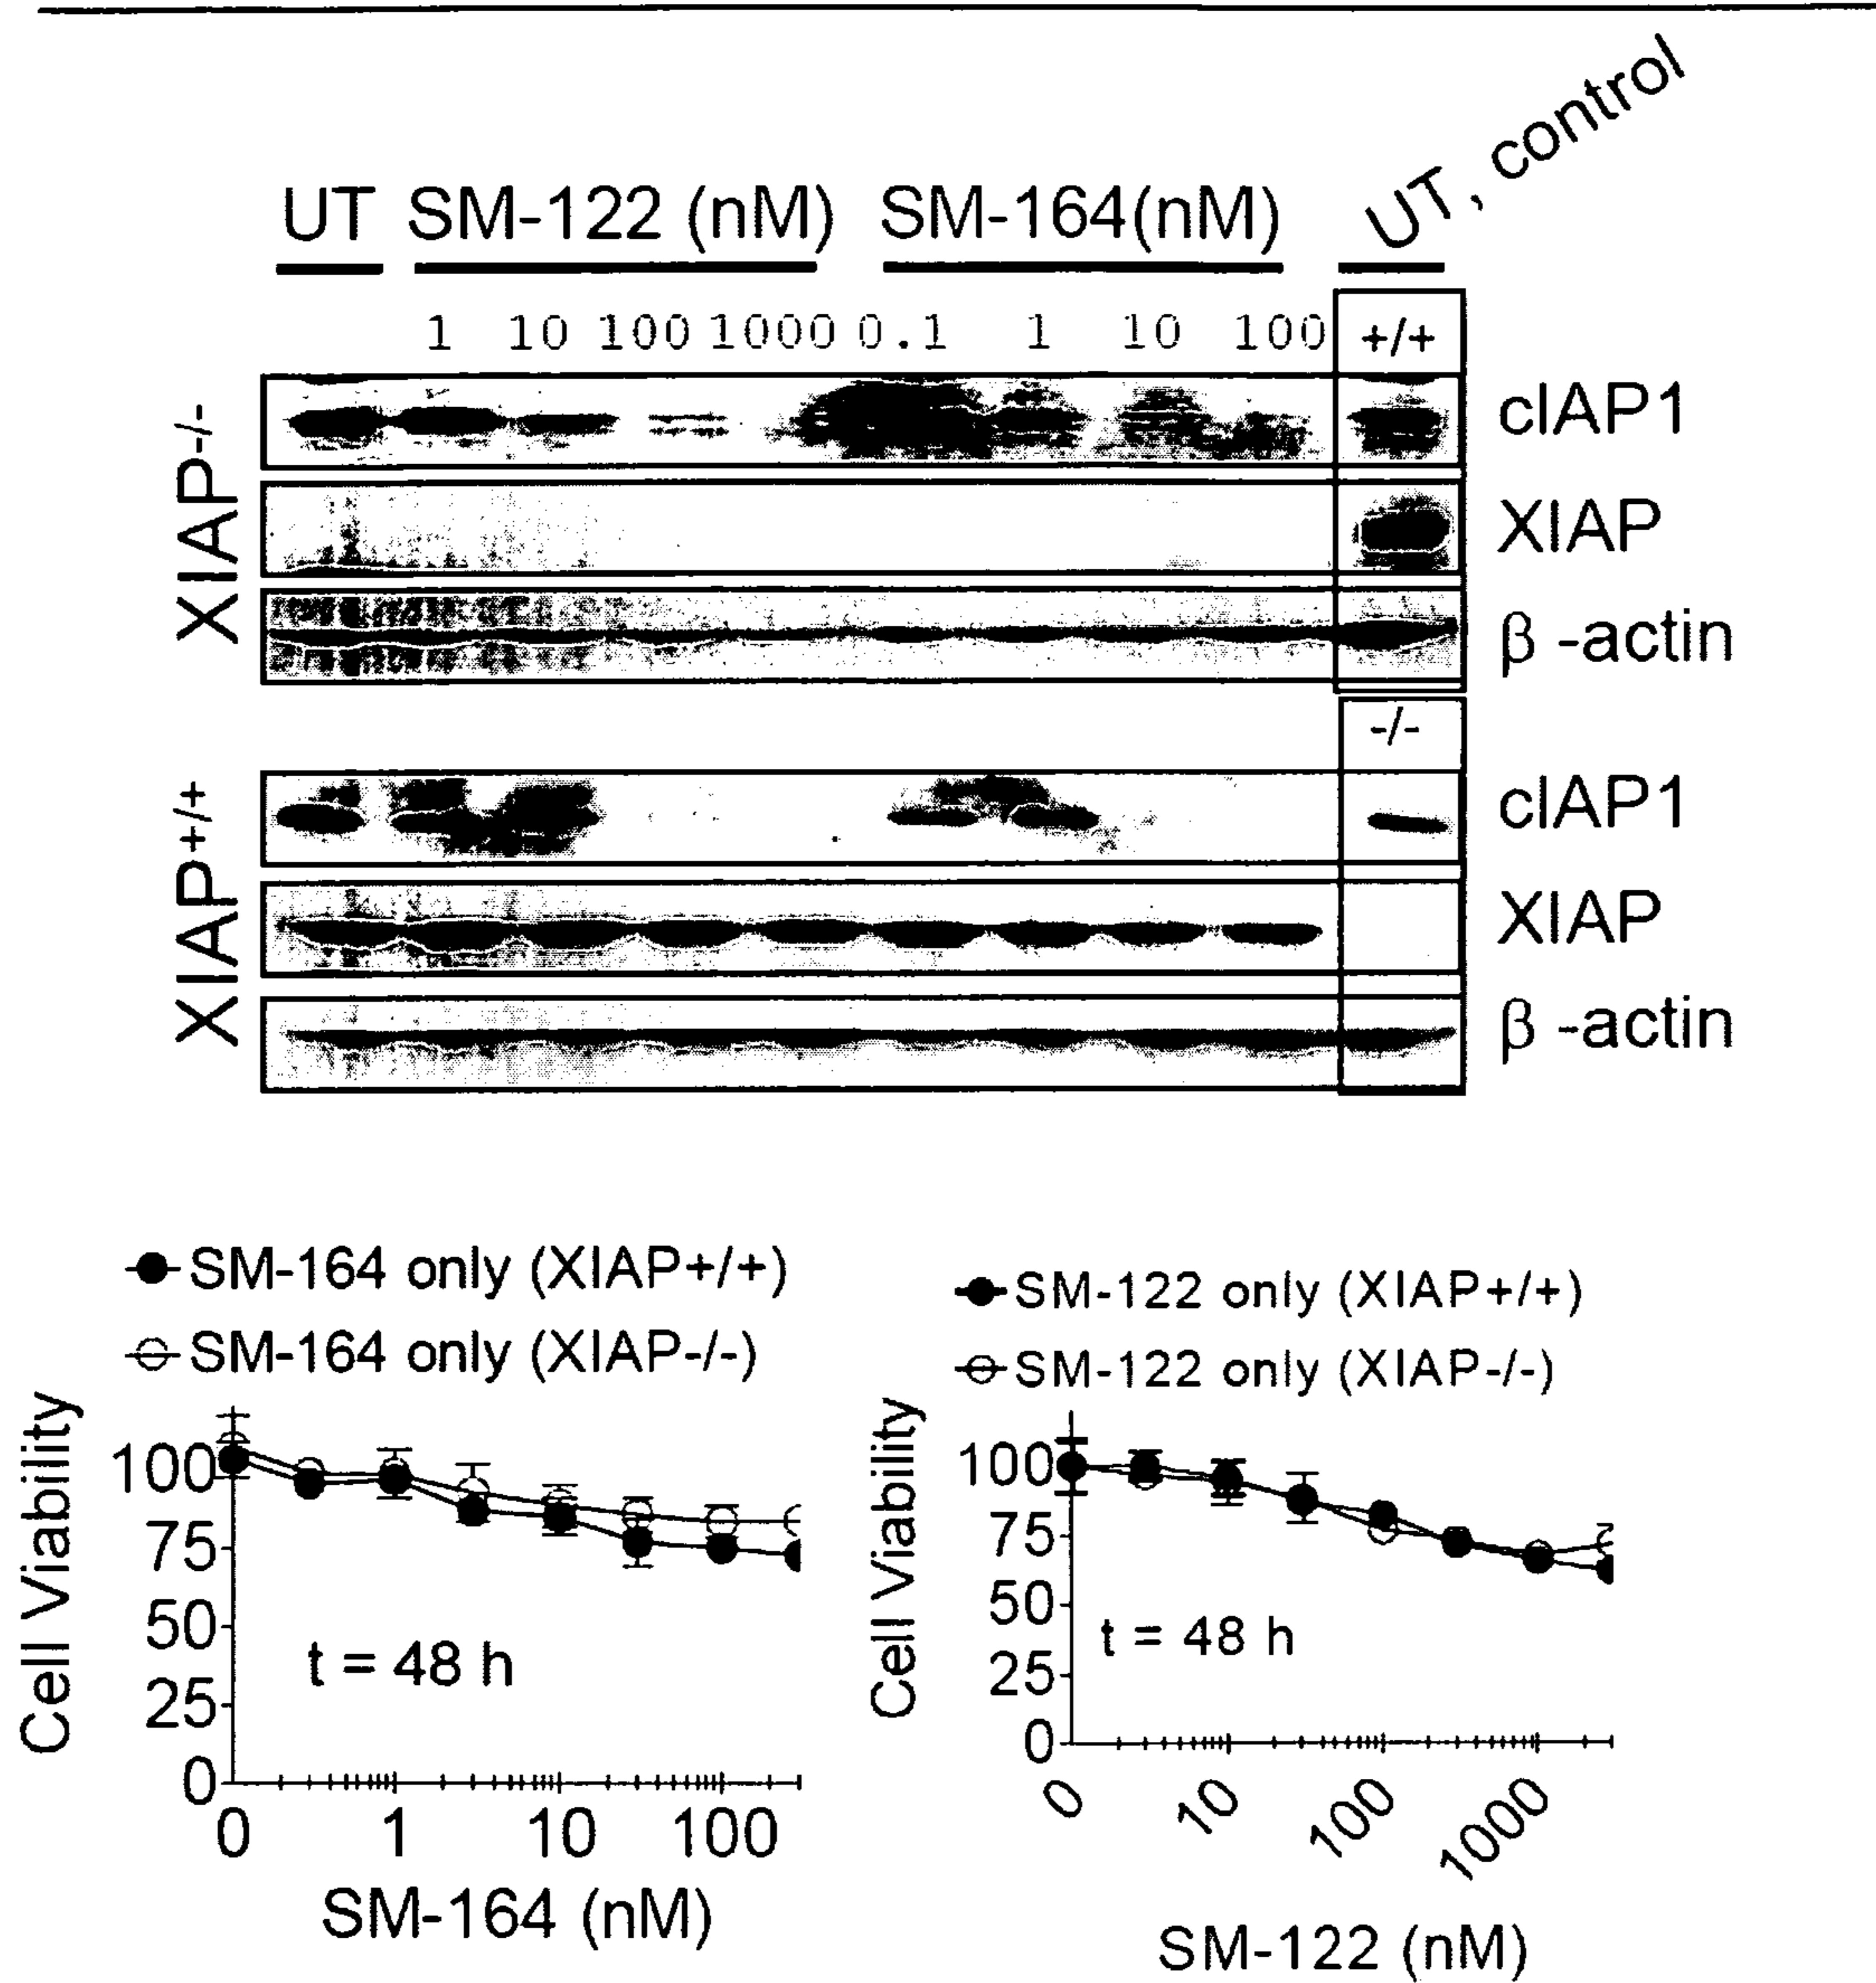 UT SM-122 (nM) SM-164(nM) UT, control
1 10 100 1000 0.1 1 10 100 +/+
XIAP-/-
cIAP1
XIAP
β -actin
-/-
XIAP+/+
cIAP1
XIAP
β -actin
SM-164 only (XIAP+/+)
SM-164 only (XIAP-/-)
Cell Viability
100
75
50
25
0
t = 48 h
0 1 10 100
SM-164 (nM)
SM-122 only (XIAP+/+)
SM-122 only (XIAP-/-)
Cell Viability
100
75
50
25
0
t = 48 h
0 10 100 1000
SM-122 (nM)